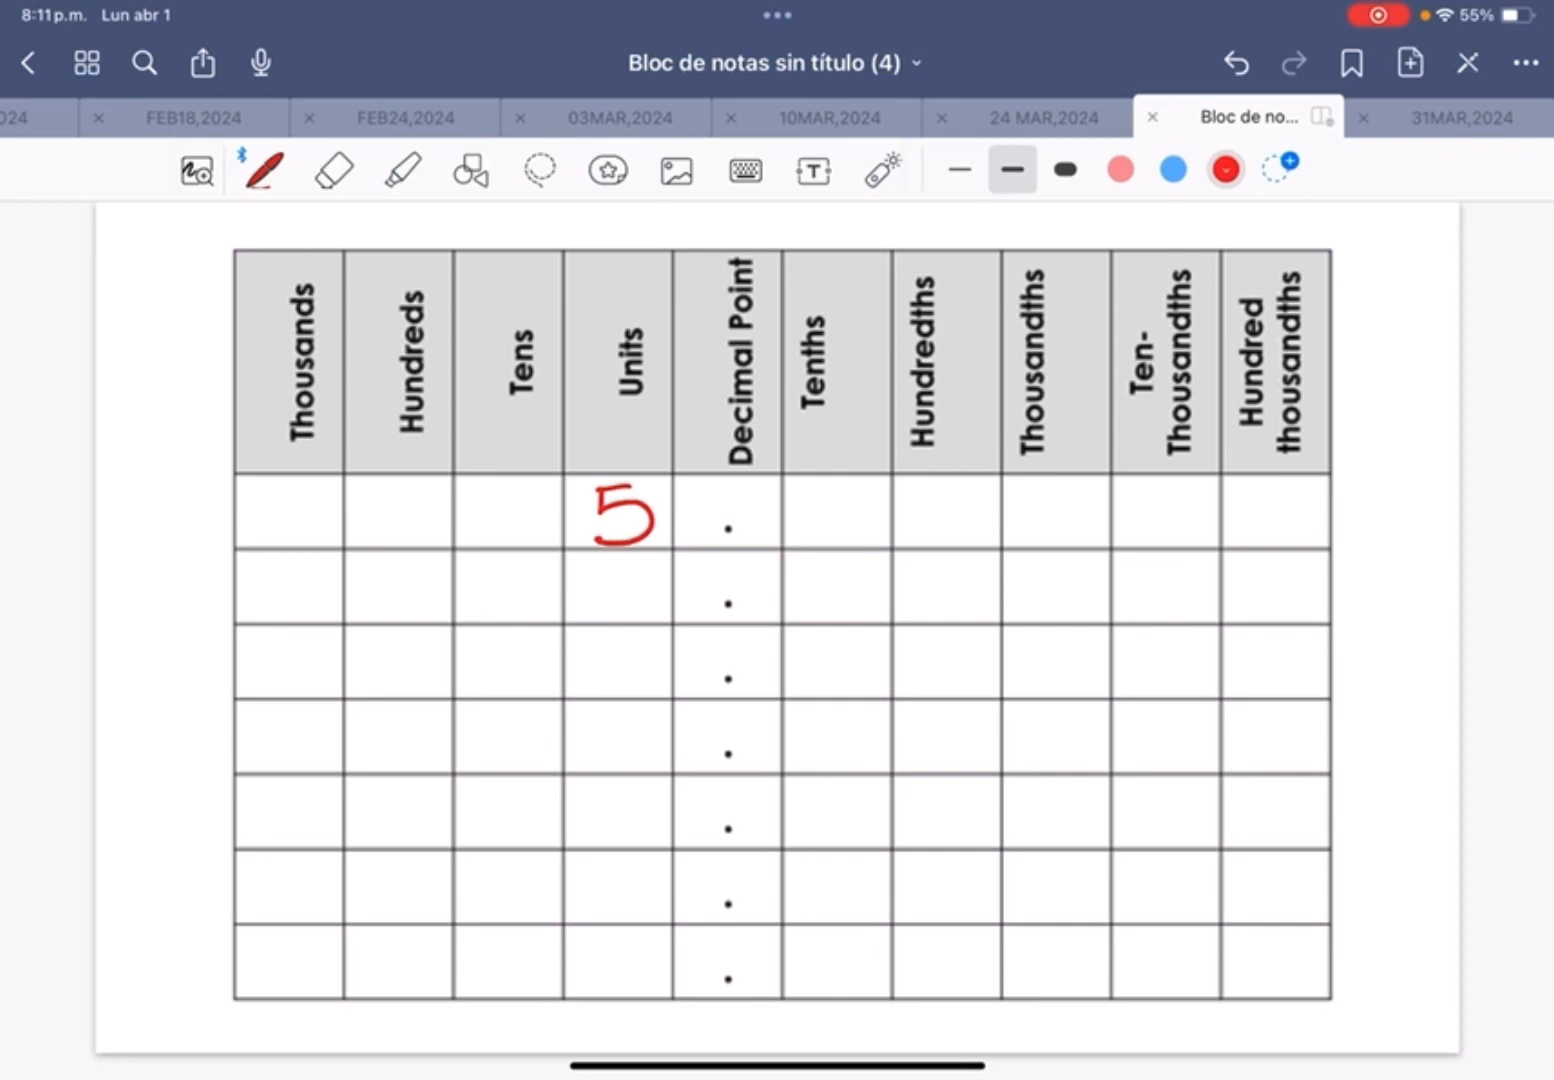 8:11 p.m. Lun abr 1
55%
Bloc de notas sin título (4)
024
FEB18,2024
FEB24,2024
03MAR,2024
10MAR,2024
24 MAR,2024
Bloc de no...
31MAR,2024
T
Thousands
Hundreds
Tens
Units
Decimal Point
Tenths
Hundredths
Thousandths
Ten-
Thousandths
Hundred
thousandths
5 .
.
.
.
.
.
.